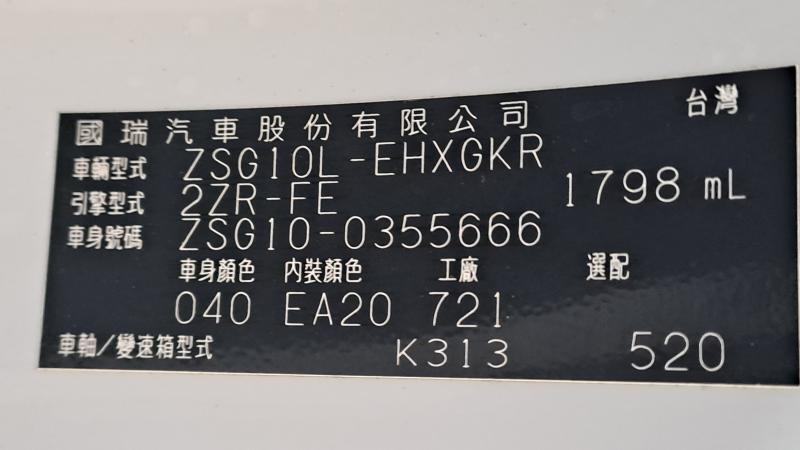 國瑞汽車股份有限公司 台灣
車輛型式 ZSG10L-EHXGKR
引擎型式 2ZR-FE 1798 mL
車身號碼 ZSG10-0355666
車身顏色 內裝顏色 工廠 選配
040 EA20 721
車軸/變速箱型式 K313 520